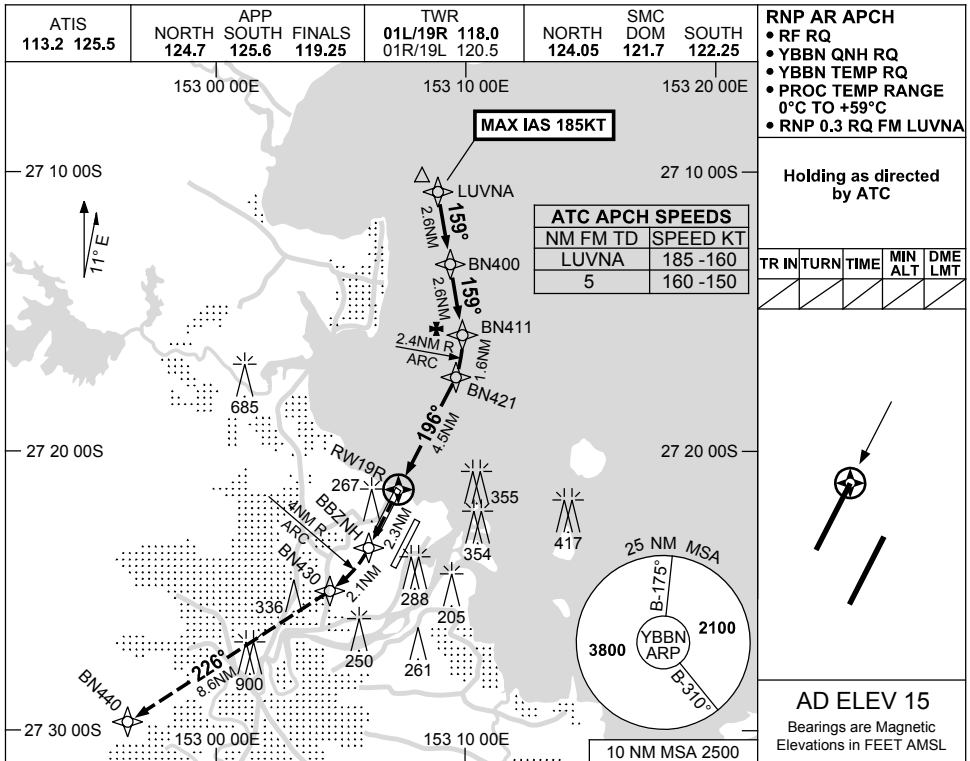 ATIS
113.2 125.5
APP
NORTH SOUTH FINALS
124.7 125.6 119.25
TWR
01L/19R 118.0
01R/19L 120.5
SMC
NORTH DOM SOUTH
124.05 121.7 122.25
RNP AR APCH
• RF RQ
• YBBN QNH RQ
• YBBN TEMP RQ
• PROC TEMP RANGE
0°C TO +59°C
• RNP 0.3 RQ FM LUVNA
Holding as directed
by ATC
TR IN TURN TIME MIN ALT DME LMT
153 00 00E
153 10 00E
153 20 00E
MAX IAS 185KT
27 10 00S
27 10 00S
11° E
LUVNA
159°
2.6NM
BN400
159°
2.6NM
BN411
2.4NM R
ARC
1.6NM
BN421
ATC APCH SPEEDS
NM FM TD SPEED KT
LUVNA 185 -160
5 160 -150
685
196°
4.5NM
27 20 00S
27 20 00S
RW19R
267
355
BBZNH
2.3NM
4NM R
ARC
354
417
BN430
2.1NM
336
288
205
250
261
226°
8.6NM
900
BN440
25 NM MSA
B-175°
3800
YBBN
ARP
2100
B-310°
27 30 00S
153 00 00E
153 10 00E
10 NM MSA 2500
AD ELEV 15
Bearings are Magnetic
Elevations in FEET AMSL